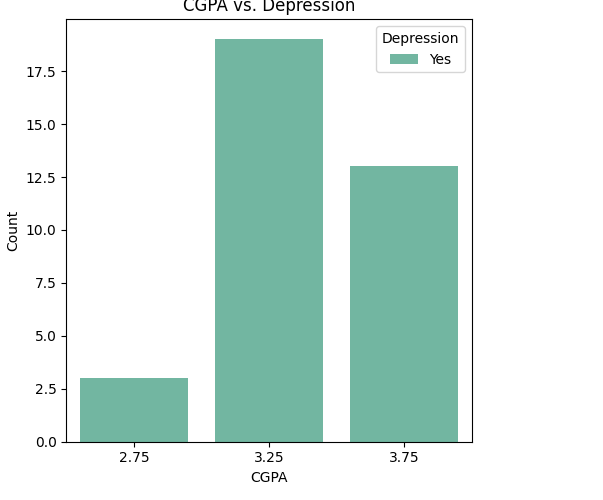 CGPA vs. Depression
Depression
Yes
17.5
15.0
12.5
10.0
7.5
5.0
2.5
0.0
Count
2.75 3.25 3.75
CGPA